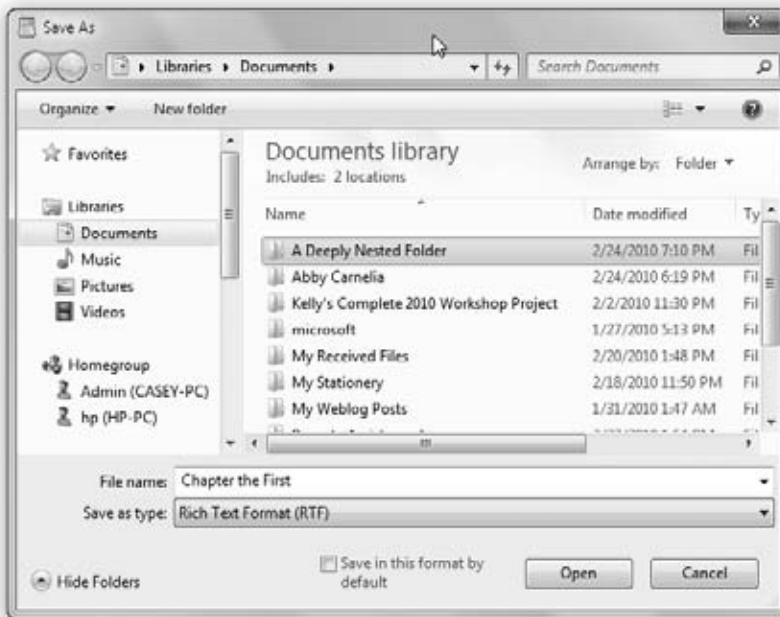 Save As
Libraries Documents Search Documents
Organize New folder
Favorites
Libraries
Documents
Music
Pictures
Videos
Homegroup
Admin (CASEY-PC)
hp (HP-PC)
Documents library
Includes: 2 locations
Arrange by: Folder
Name Date modified Ty
A Deeply Nested Folder 2/24/2010 7:10 PM Fil
Abby Carnelia 2/24/2010 6:19 PM Fil
Kelly's Complete 2010 Workshop Project 2/2/2010 11:30 PM Fil
microsoft 1/27/2010 5:13 PM Fil
My Received Files 2/20/2010 1:48 PM Fil
My Stationery 2/18/2010 11:50 PM Fil
My Weblog Posts 1/31/2010 1:47 AM Fil
File name: Chapter the First
Save as type: Rich Text Format (RTF)
Hide Folders
Save in this format by
default
Open Cancel